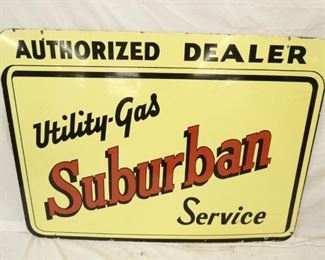 AUTHORIZED DEALER
Utility-Gas
Suburban
Service